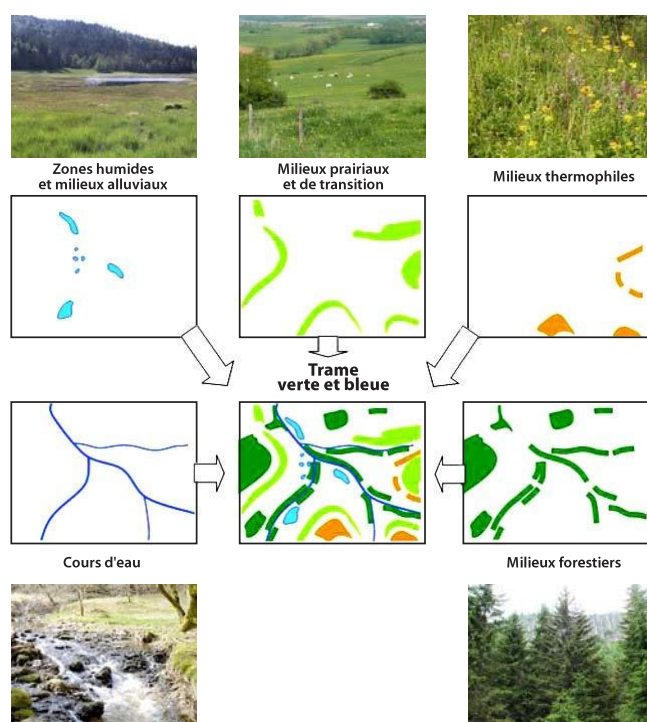 Zones humides
et milieux alluviaux
Milieux prairiaux
et de transition
Milieux thermophiles
Trame
verte et bleue
Cours d'eau
Milieux forestiers